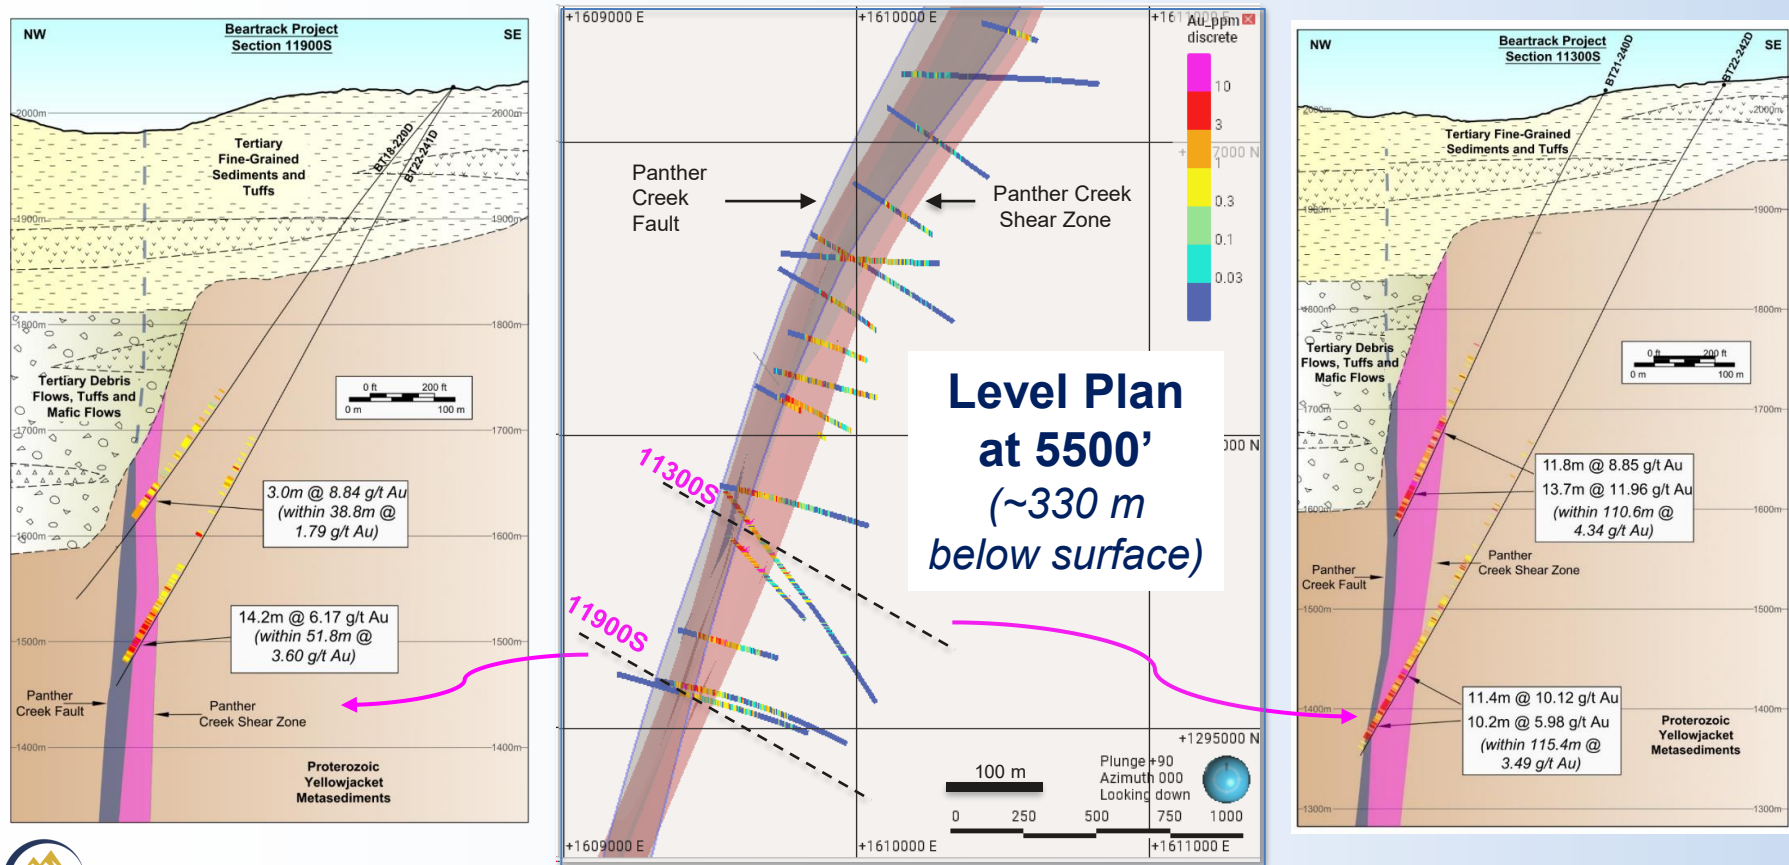 NW
Beartrack Project
Section 11900S
SE
2000m
BT18-220D
BT22-241D
Tertiary
Fine-Grained
Sediments and
Tuffs
1900m
1900m
1800m
1800m
Tertiary Debris
Flows, Tuffs and
Mafic Flows
0 ft 200 ft
0 m 100 m
1700m
1700m
3.0m @ 8.84 g/t Au
(within 38.8m @
1.79 g/t Au)
1600m
1600m
14.2m @ 6.17 g/t Au
(within 51.8m @
3.60 g/t Au)
1500m
1500m
Panther
Creek Fault
Panther
Creek Shear Zone
1400m
1400m
Proterozoic
Yellowjacket
Metasediments
+1609000 E
+1610000 E
Au_ppm
discrete
10
3
1
0.3
0.1
0.03
7000 N
Panther
Creek
Fault
Panther Creek
Shear Zone
Level Plan
at 5500’
(~330 m
below surface)
000 N
11300S
11900S
+1295000 N
100 m
Plunge +90
Azimuth 000
Looking down
0 250 500 750 1000
+1609000 E
+1610000 E
+1611000 E
NW
Beartrack Project
Section 11300S
SE
BT21-240D
BT22-242D
2000m
2000m
Tertiary Fine-Grained
Sediments and Tuffs
1900m
1900m
1800m
1800m
Tertiary Debris
Flows, Tuffs and
Mafic Flows
0 ft 200 ft
0 m 100 m
1700m
1700m
11.8m @ 8.85 g/t Au
13.7m @ 11.96 g/t Au
(within 110.6m @
4.34 g/t Au)
1600m
1600m
Panther
Creek Fault
Panther
Creek Shear Zone
1500m
1500m
11.4m @ 10.12 g/t Au
10.2m @ 5.98 g/t Au
(within 115.4m @
3.49 g/t Au)
1400m
1400m
Proterozoic
Yellowjacket
Metasediments
1300m
1300m